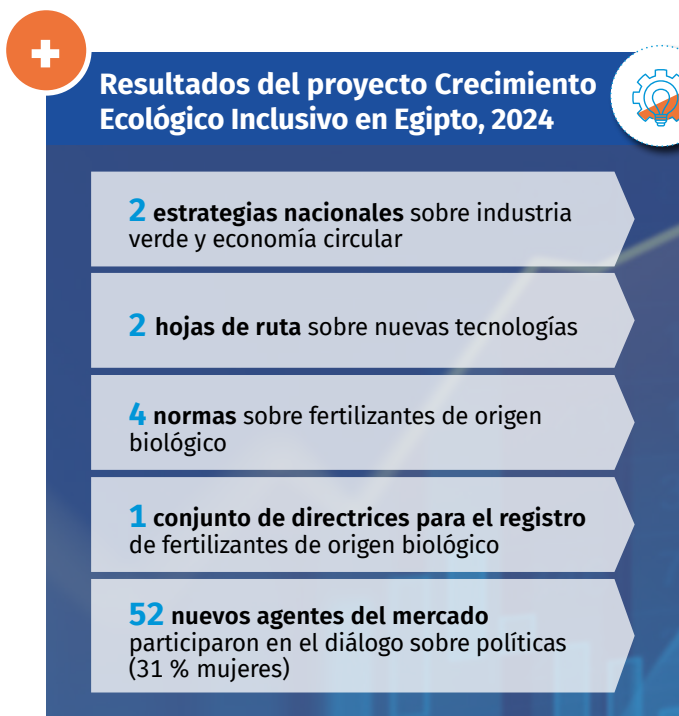 Resultados del proyecto Crecimiento
Ecológico Inclusivo en Egipto, 2024
2 estrategias nacionales sobre industria
verde y economía circular
2 hojas de ruta sobre nuevas tecnologías
4 normas sobre fertilizantes de origen
biológico
1 conjunto de directrices para el registro
de fertilizantes de origen biológico
52 nuevos agentes del mercado
participaron en el diálogo sobre políticas
(31 % mujeres)